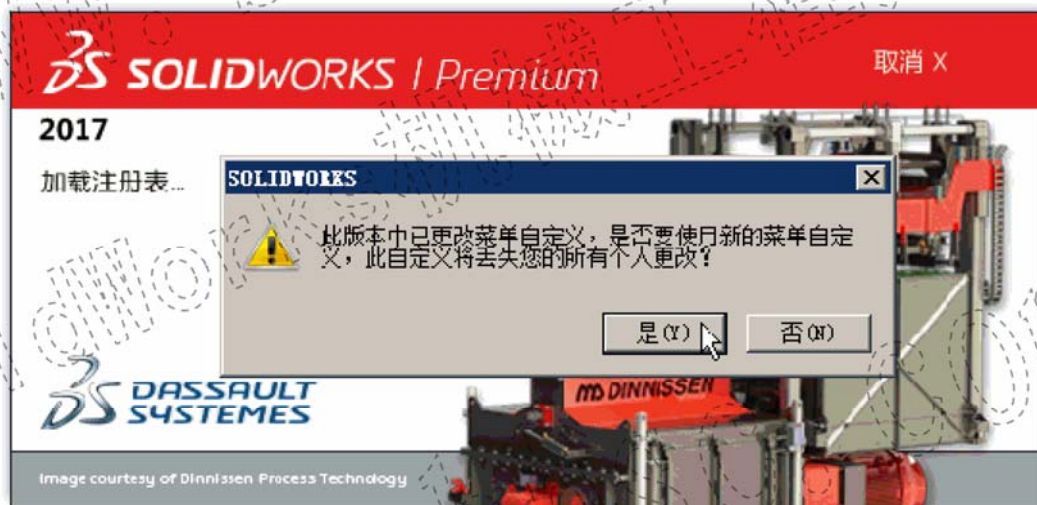 SOLIDWORKS | Premium
取消 X
2017
加载注册表...
SOLIDWORKS
此版本中已更改菜单自定义，是否要使用新的菜单自定
义，此自定义将丢失您的所有个人更改？
是(Y)
否(N)
MD DINNISSEN
DASSAULT
SYSTEMES
Image courtesy of Dinnissen Process Technology